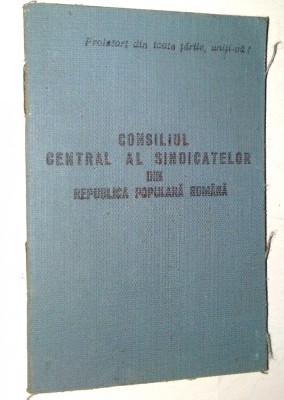 Proletari din toate țările, uniți-vă!
CONSILIUL
CENTRAL AL SINDICATELOR
DIN
REPUBLICA POPULARĂ ROMÂNĂ